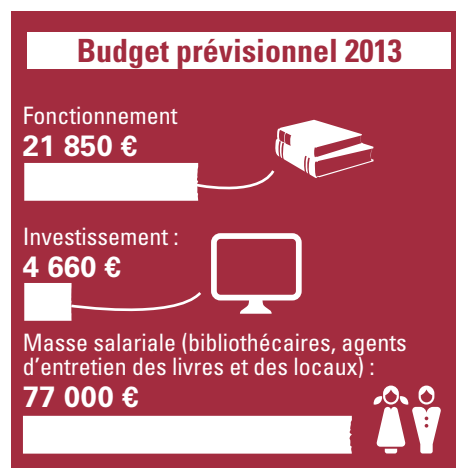 Budget prévisionnel 2013
Fonctionnement
21 850 €
Investissement :
4 660 €
Masse salariale (bibliothécaires, agents
d'entretien des livres et des locaux) :
77 000 €